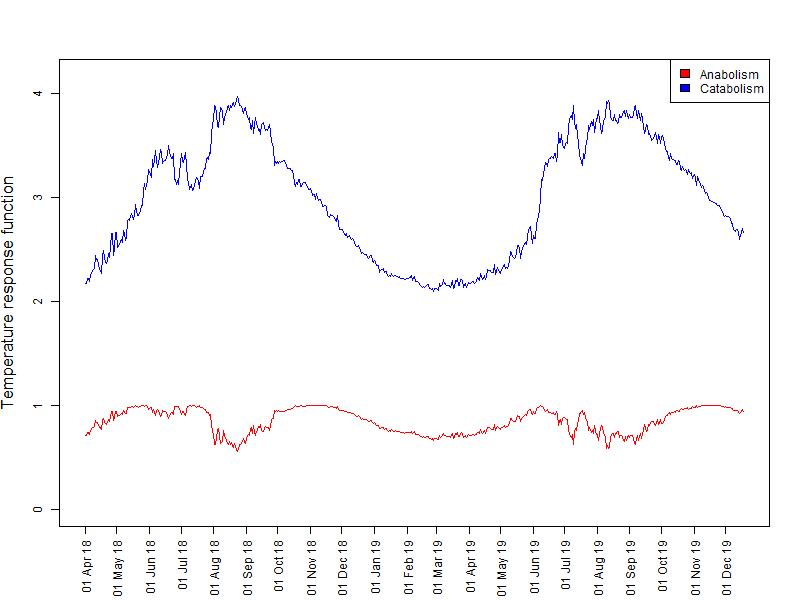 Anabolism
Catabolism
Temperature response function
4
3
2
1
0
01 Apr 18
01 May 18
01 Jun 18
01 Jul 18
01 Aug 18
01 Sep 18
01 Oct 18
01 Nov 18
01 Dec 18
01 Jan 19
01 Feb 19
01 Mar 19
01 Apr 19
01 May 19
01 Jun 19
01 Jul 19
01 Aug 19
01 Sep 19
01 Oct 19
01 Nov 19
01 Dec 19